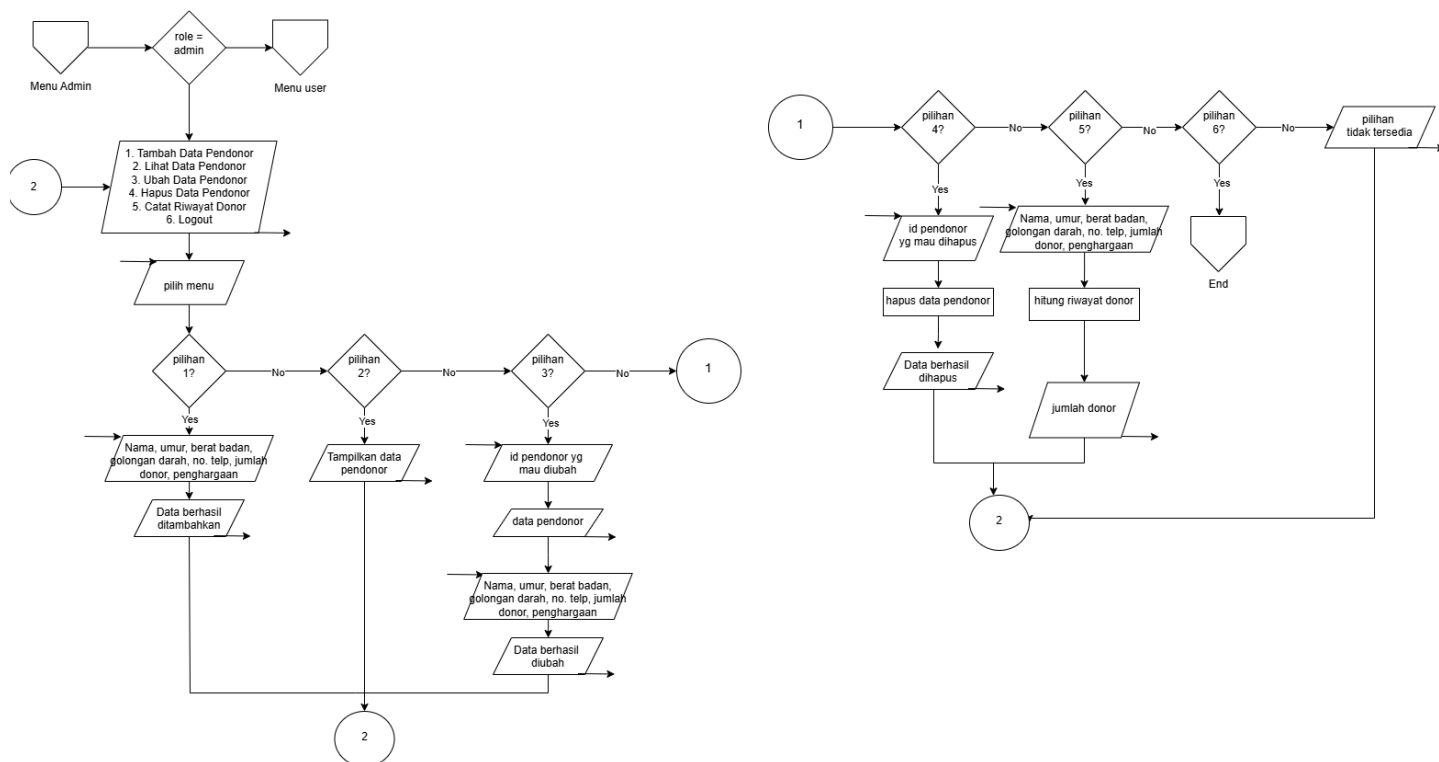 role =
admin
Menu Admin
Menu user
1. Tambah Data Pendonor
2. Lihat Data Pendonor
3. Ubah Data Pendonor
4. Hapus Data Pendonor
5. Catat Riwayat Donor
6. Logout
2
pilih menu
pilihan
1?
No
pilihan
2?
No
pilihan
3?
No
1
Yes
Yes
Yes
Nama, umur, berat badan,
golongan darah, no. telp, jumlah
donor, penghargaan
Tampilkan data
pendonor
id pendonor yg
mau diubah
Data berhasil
ditambahkan
data pendonor
Nama, umur, berat badan,
golongan darah, no. telp, jumlah
donor, penghargaan
Data berhasil
diubah
2
1
pilihan
4?
No
pilihan
5?
No
pilihan
6?
No
pilihan
tidak tersedia
Yes
Yes
Yes
id pendonor
yg mau dihapus
Nama, umur, berat badan,
golongan darah, no. telp, jumlah
donor, penghargaan
End
hapus data pendonor
hitung riwayat donor
Data berhasil
dihapus
jumlah donor
2